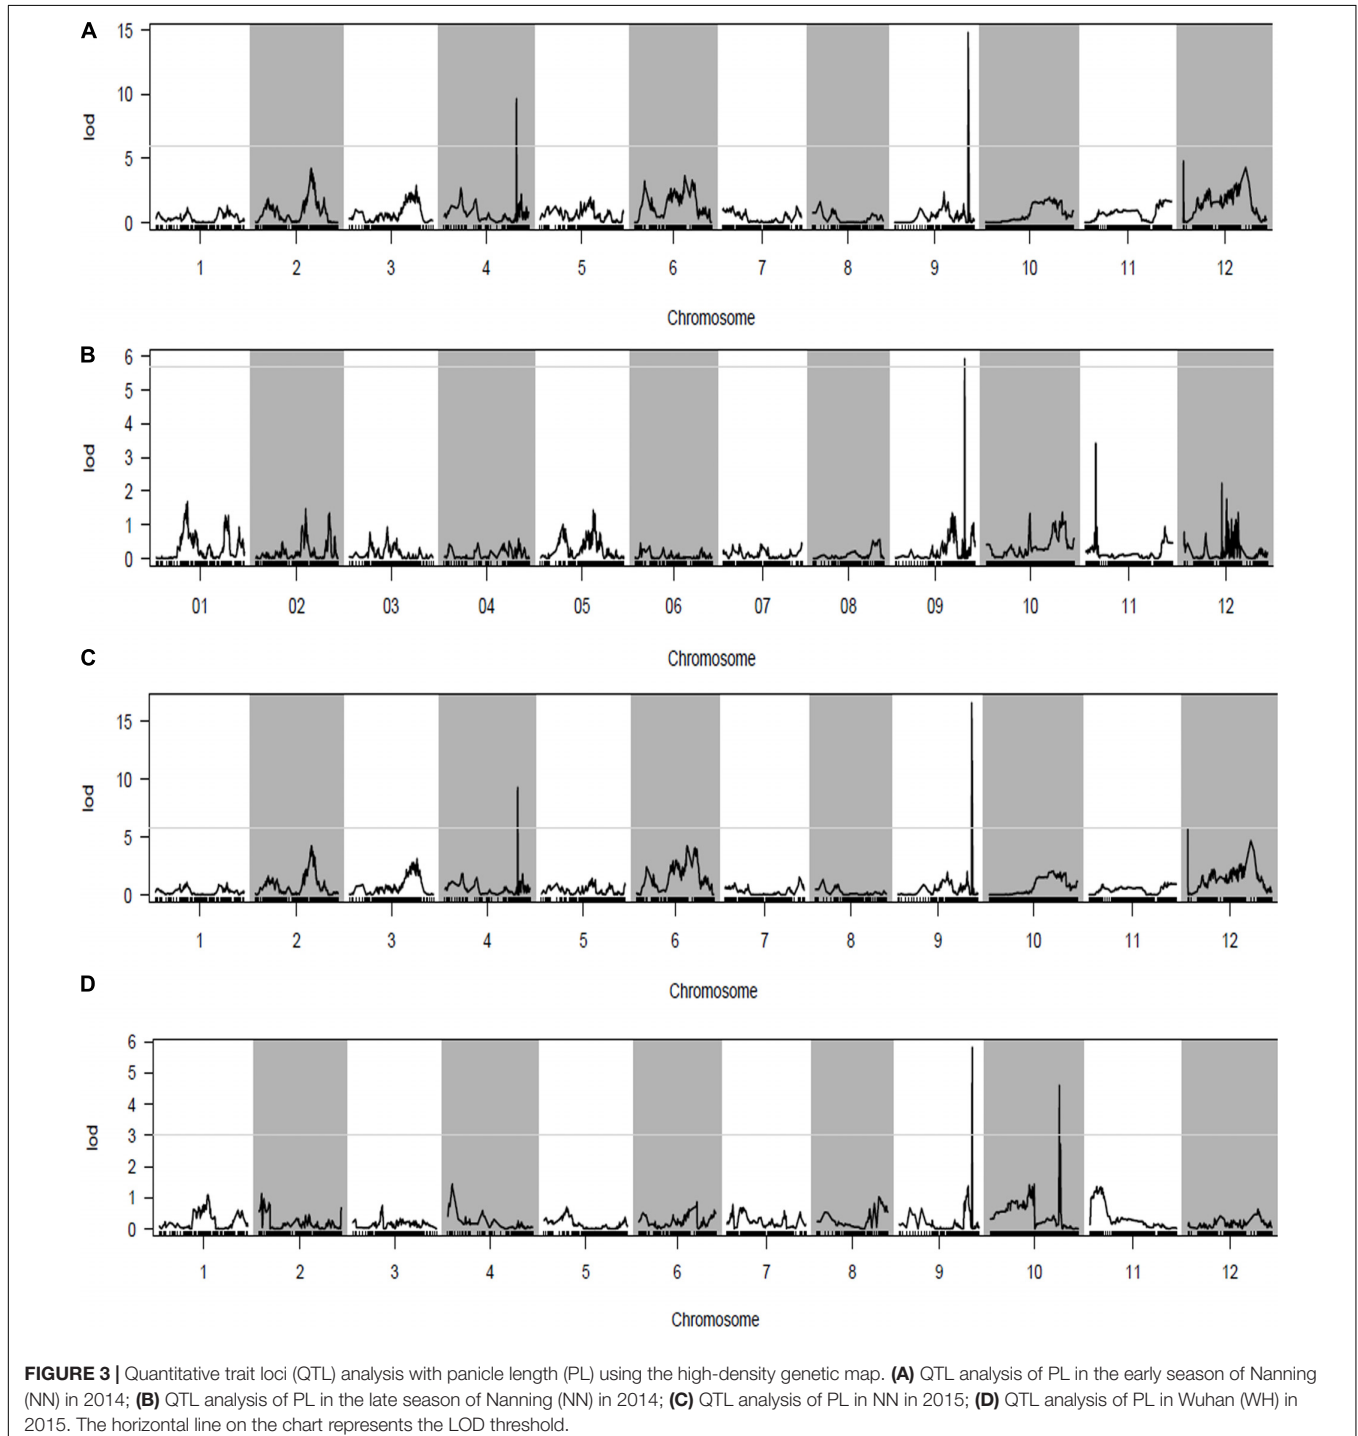 A
15
10
5
0
lod
1 2 3 4 5 6 7 8 9 10 11 12
Chromosome
B
6
5
4
3
2
1
0
lod
01 02 03 04 05 06 07 08 09 10 11 12
Chromosome
C
15
10
5
0
lod
1 2 3 4 5 6 7 8 9 10 11 12
Chromosome
D
6
5
4
3
2
1
0
lod
1 2 3 4 5 6 7 8 9 10 11 12
Chromosome
FIGURE 3 | Quantitative trait loci (QTL) analysis with panicle length (PL) using the high-density genetic map. (A) QTL analysis of PL in the early season of Nanning
(NN) in 2014; (B) QTL analysis of PL in the late season of Nanning (NN) in 2014; (C) QTL analysis of PL in NN in 2015; (D) QTL analysis of PL in Wuhan (WH) in
2015. The horizontal line on the chart represents the LOD threshold.